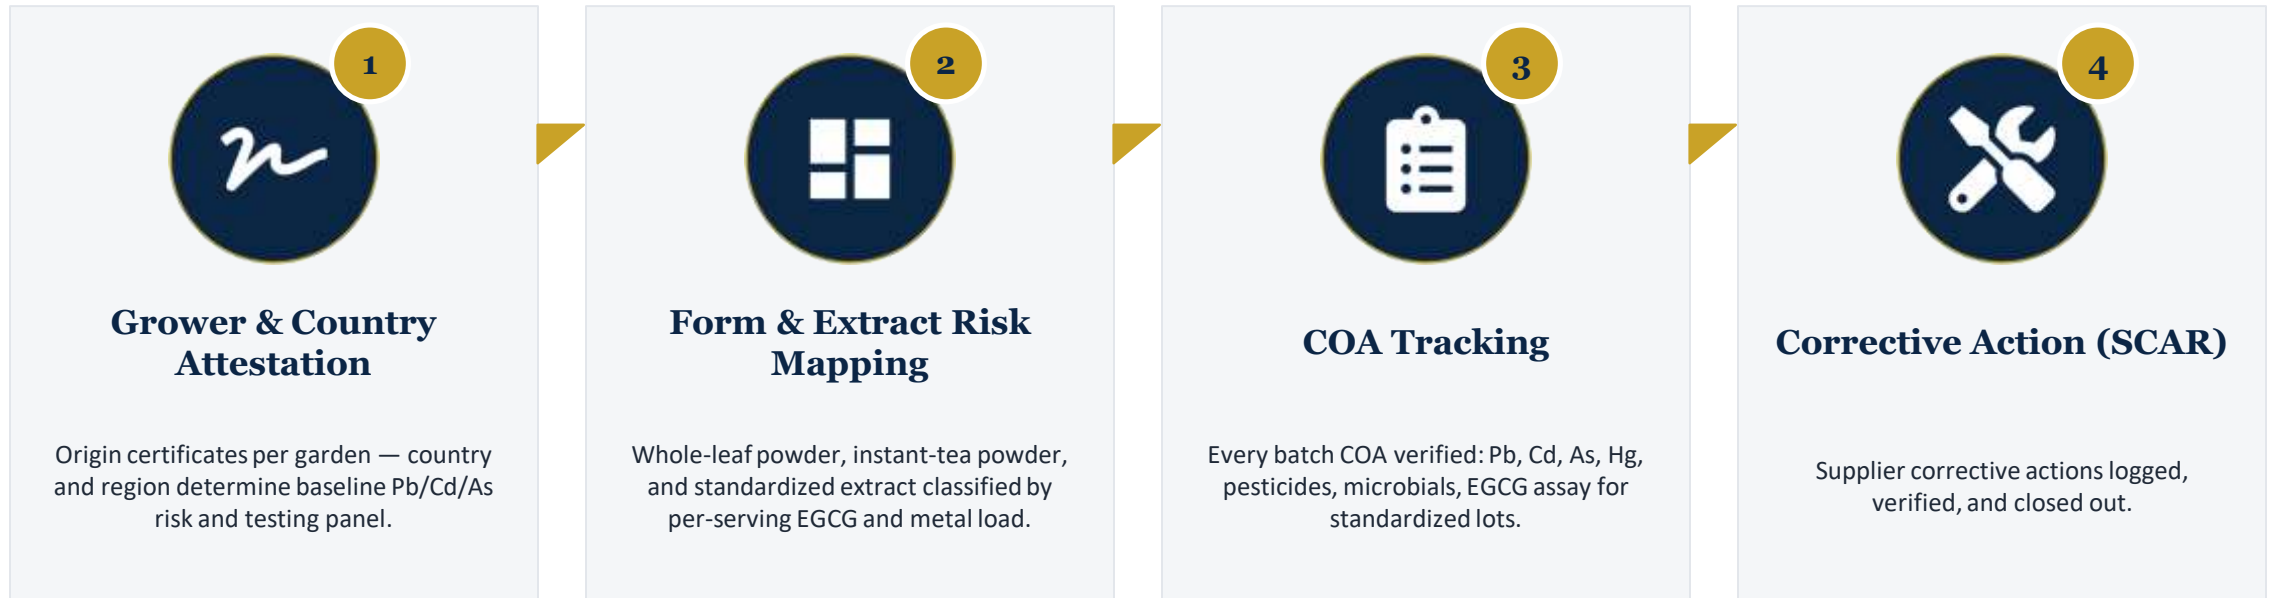 1
Grower & Country
Attestation
Origin certificates per garden — country
and region determine baseline Pb/Cd/As
risk and testing panel.
2
Form & Extract Risk
Mapping
Whole-leaf powder, instant-tea powder,
and standardized extract classified by
per-serving EGCG and metal load.
3
COA Tracking
Every batch COA verified: Pb, Cd, As, Hg,
pesticides, microbials, EGCG assay for
standardized lots.
4
Corrective Action (SCAR)
Supplier corrective actions logged,
verified, and closed out.